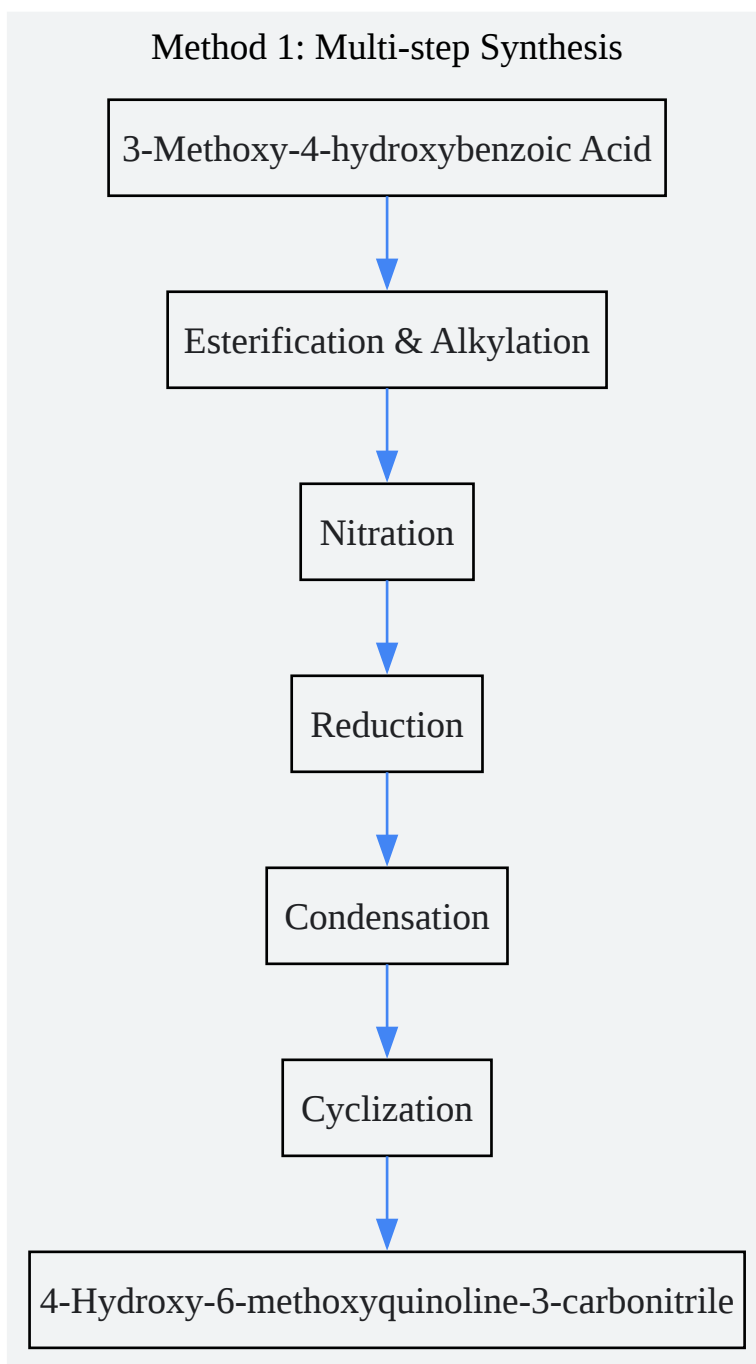 Method 1: Multi-step Synthesis
3-Methoxy-4-hydroxybenzoic Acid
Esterification & Alkylation
Nitration
Reduction
Condensation
Cyclization
4-Hydroxy-6-methoxyquinoline-3-carbonitrile